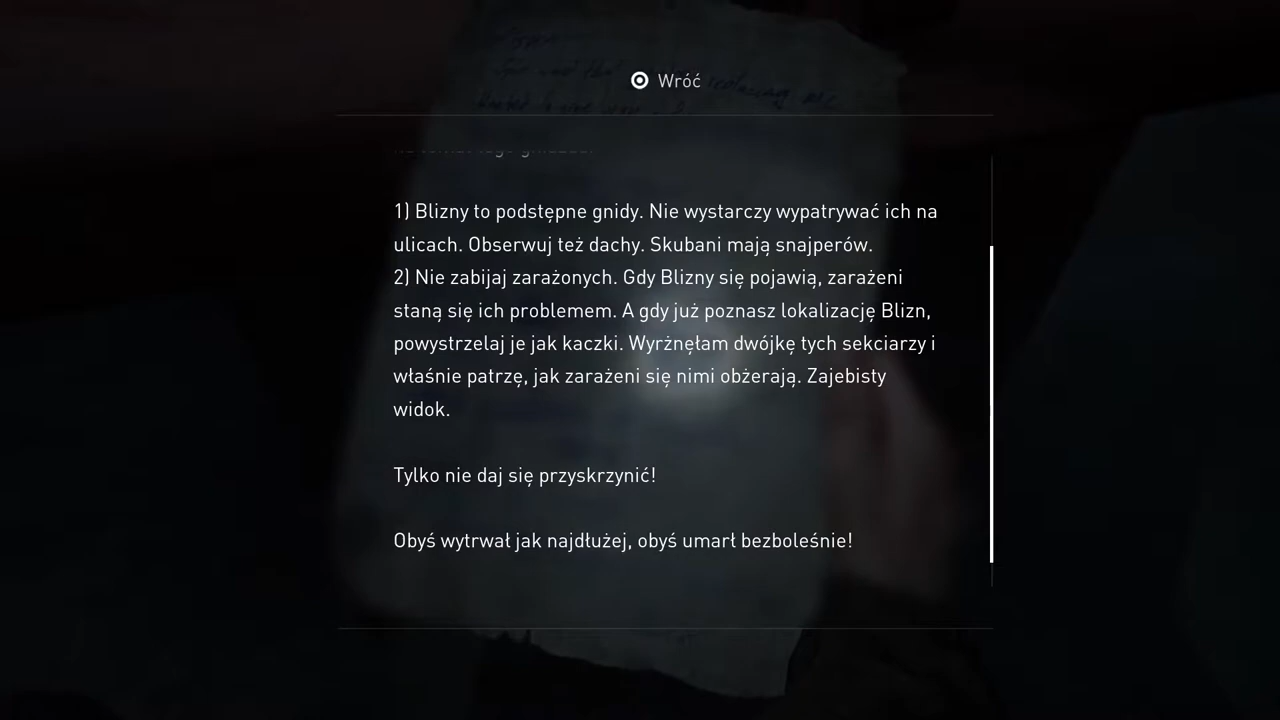 Wróć
1) Blizny to podstępne gnidy. Nie wystarczy wypatrywać ich na
ulicach. Obserwuj też dachy. Skubani mają snajperów.
2) Nie zabijaj zarażonych. Gdy Blizny się pojawią, zarażeni
staną się ich problemem. A gdy już poznasz lokalizację Blizn,
powystrzelaj je jak kaczki. Wyrżnęłam dwójkę tych sekciarzy i
właśnie patrzę, jak zarażeni się nimi obżerają. Zajebisty
widok.
Tylko nie daj się przyskrzynić!
Obyś wytrwał jak najdłużej, obyś umarł bezboleśnie!